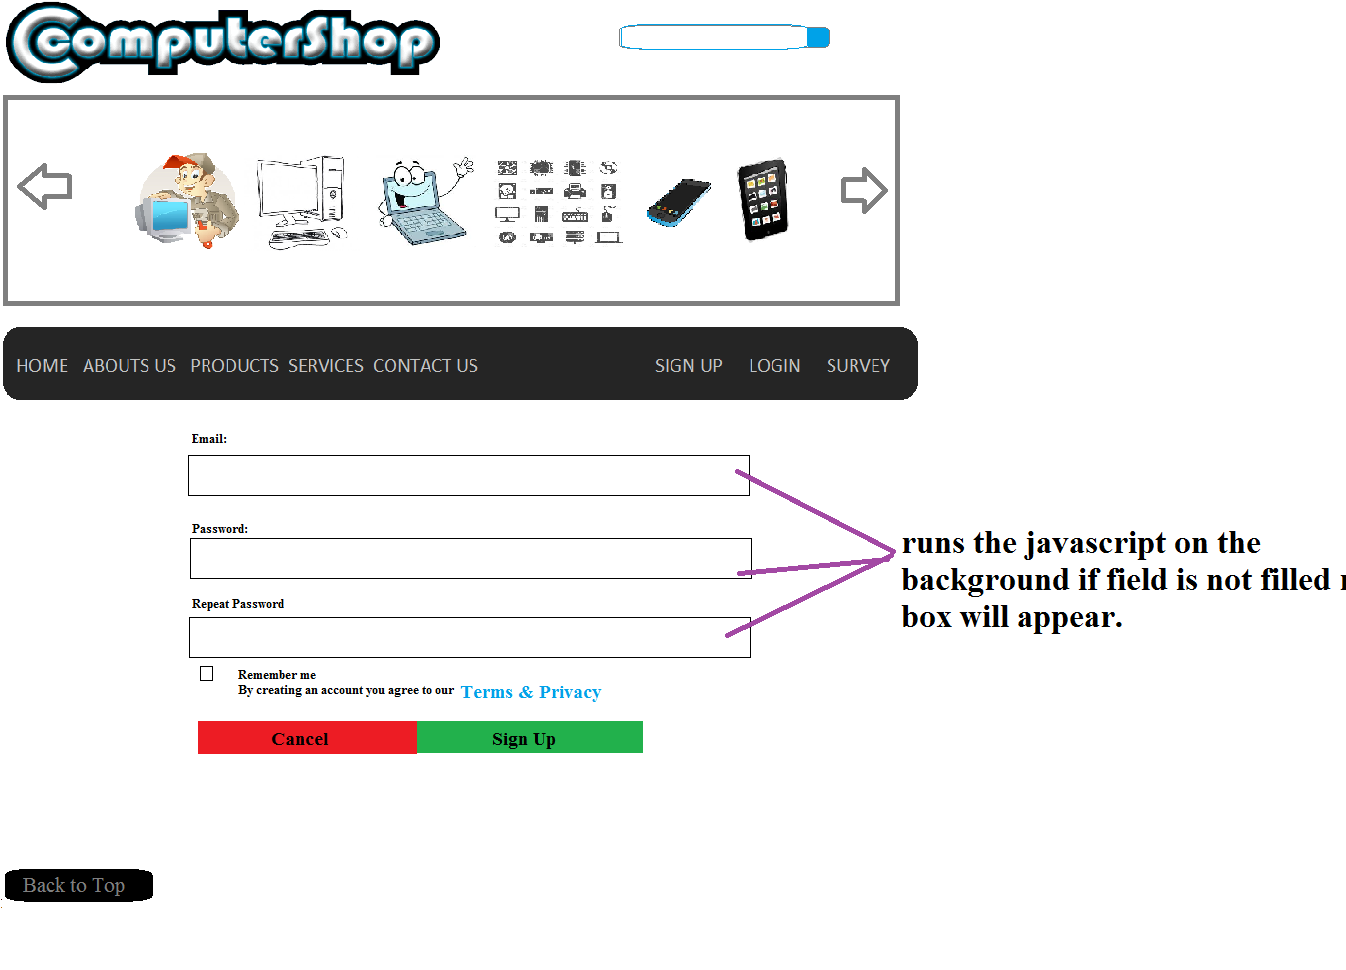 ComputerShop
HOME ABOUTS US PRODUCTS SERVICES CONTACT US SIGN UP LOGIN SURVEY
Email:
Password:
Repeat Password
runs the javascript on the
background if field is not filled
box will appear.
Remember me
By creating an account you agree to our Terms & Privacy
Cancel Sign Up
Back to Top